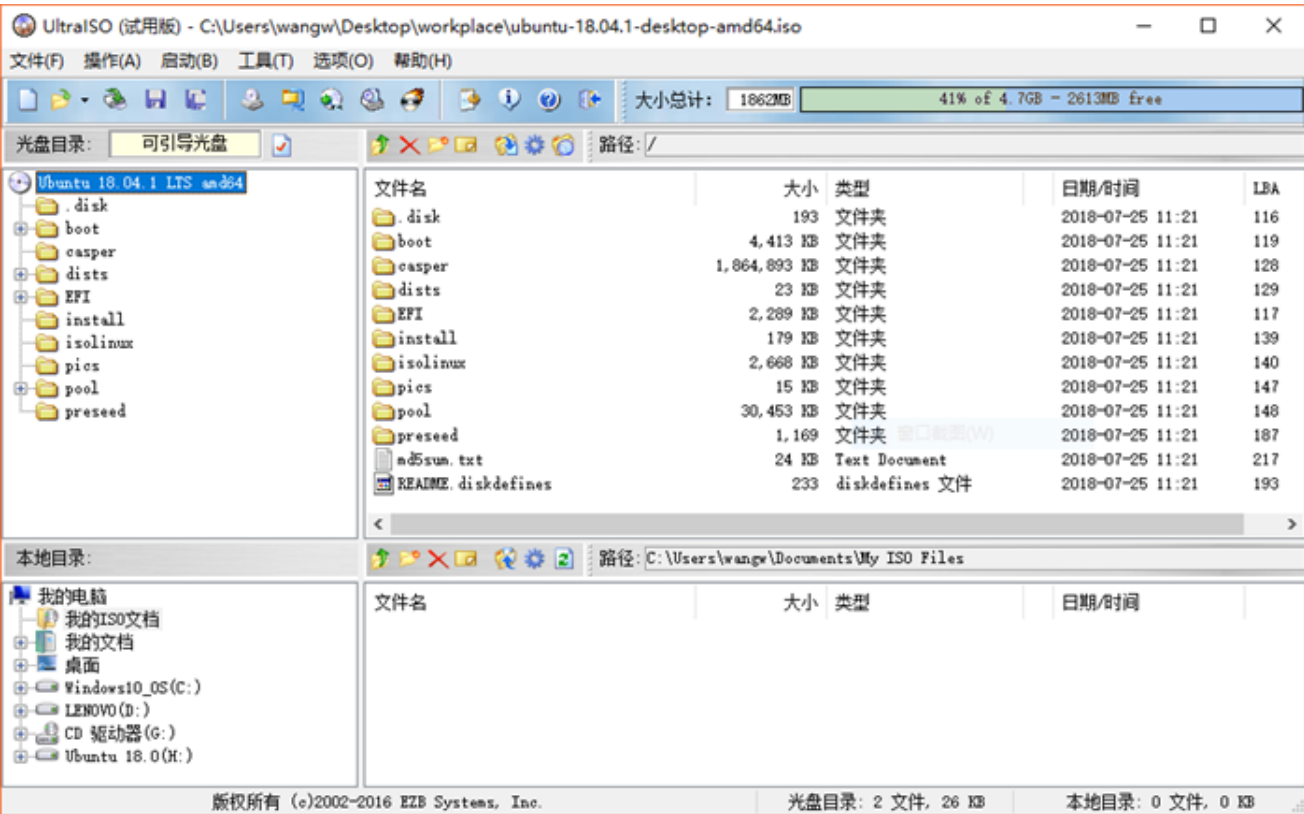 UltraISO (试用版) - C:\Users\wangw\Desktop\workplace\ubuntu-18.04.1-desktop-amd64.iso
文件(F) 操作(A) 启动(B) 工具(T) 选项(O) 帮助(H)
大小总计: 1862MB 41% of 4.7GB - 2613MB free
光盘目录: 可引导光盘 路径: /
Ubuntu 18.04.1 LTS amd64
.disk
boot
casper
dists
EFI
install
isolinux
pics
pool
preseed
文件名 大小 类型 日期/时间 LBA
.disk 193 文件夹 2018-07-25 11:21 116
boot 4,413 KB 文件夹 2018-07-25 11:21 119
casper 1,864,893 KB 文件夹 2018-07-25 11:21 128
dists 23 KB 文件夹 2018-07-25 11:21 129
EFI 2,289 KB 文件夹 2018-07-25 11:21 117
install 179 KB 文件夹 2018-07-25 11:21 139
isolinux 2,668 KB 文件夹 2018-07-25 11:21 140
pics 15 KB 文件夹 2018-07-25 11:21 147
pool 30,453 KB 文件夹 2018-07-25 11:21 148
preseed 1,169 文件夹 窗口截图(W) 2018-07-25 11:21 187
md5sum.txt 24 KB Text Document 2018-07-25 11:21 217
README.diskdefines 233 diskdefines 文件 2018-07-25 11:21 193
本地目录: 路径: C:\Users\wangw\Documents\My ISO Files
我的电脑
我的ISO文档
我的文档
桌面
Windows10_OS(C:)
LENOVO(D:)
CD 驱动器(G:)
Ubuntu 18.0(H:)
文件名 大小 类型 日期/时间
版权所有 (c)2002-2016 EZB Systems, Inc. 光盘目录: 2 文件, 26 KB 本地目录: 0 文件, 0 KB